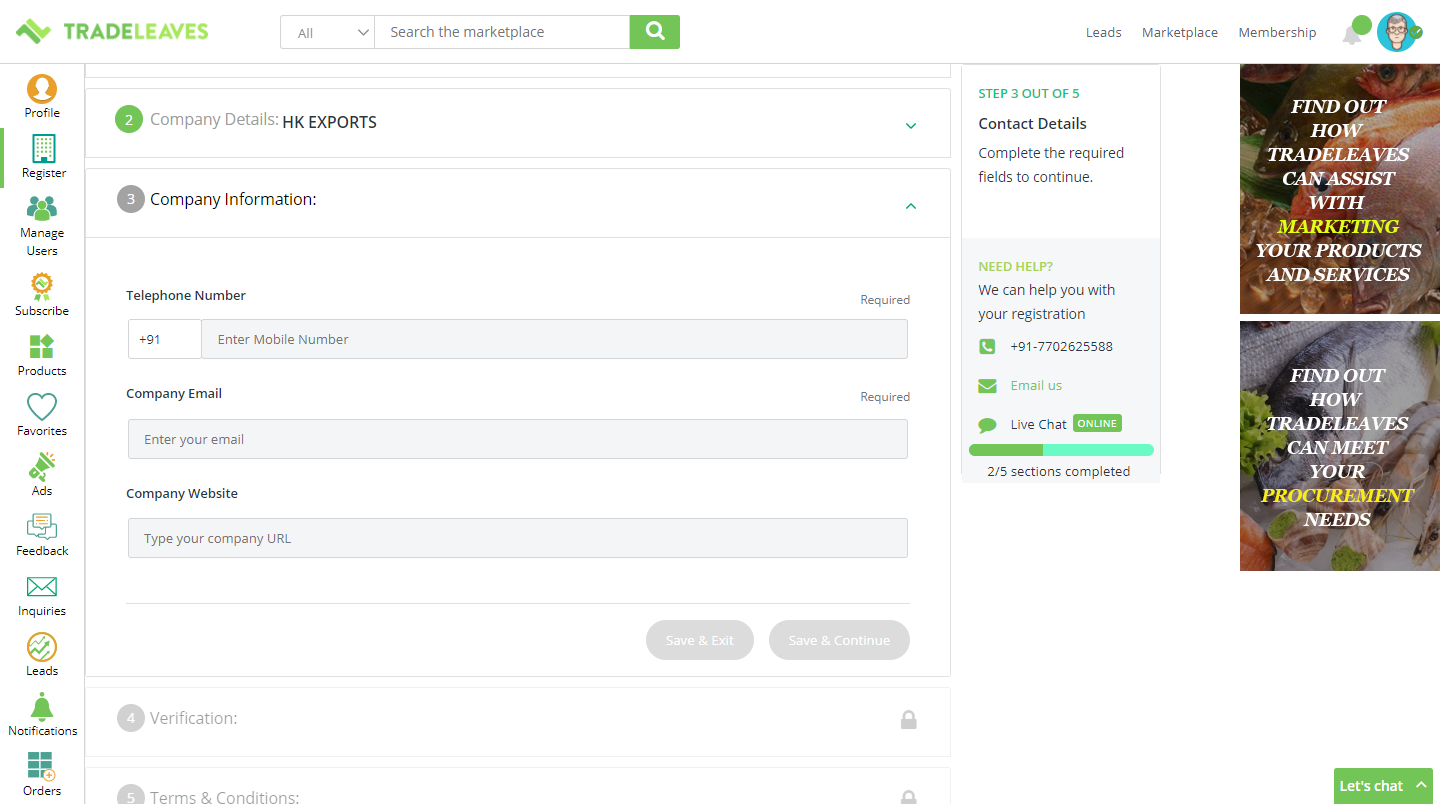 TRADELEAVES
All
Search the marketplace
Leads
Marketplace
Membership
Profile
Register
Manage
Users
Subscribe
Products
Favorites
Ads
Feedback
Inquiries
Leads
Notifications
Orders
2
Company Details: HK EXPORTS
3
Company Information:
Telephone Number
Required
+91
Enter Mobile Number
Company Email
Required
Enter your email
Company Website
Type your company URL
Save & Exit
Save & Continue
4
Verification:
5
Terms & Conditions:
STEP 3 OUT OF 5
Contact Details
Complete the required
fields to continue.
NEED HELP?
We can help you with
your registration
+91-7702625588
Email us
Live Chat ONLINE
2/5 sections completed
FIND OUT
HOW
TRADELEAVES
CAN ASSIST
WITH
MARKETING
YOUR PRODUCTS
AND SERVICES
FIND OUT
HOW
TRADELEAVES
CAN MEET
YOUR
PROCUREMENT
NEEDS
Let's chat